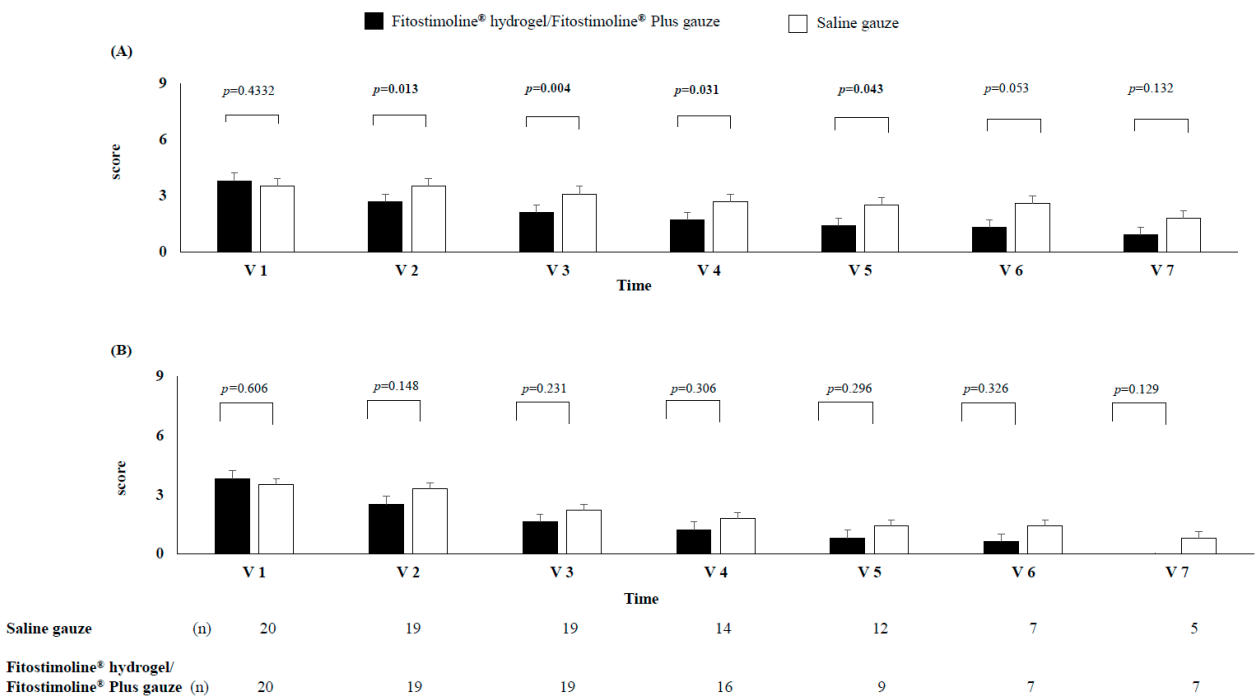 Fitostimoline® hydrogel/Fitostimoline® Plus gauze Saline gauze
(A)
9
6
3
0
score
p=0.4332 p=0.013 p=0.004 p=0.031 p=0.043 p=0.053 p=0.132
V 1 V 2 V 3 V 4 V 5 V 6 V 7
Time
(B)
9
6
3
0
score
p=0.606 p=0.148 p=0.231 p=0.306 p=0.296 p=0.326 p=0.129
V 1 V 2 V 3 V 4 V 5 V 6 V 7
Time
Saline gauze (n) 20 19 19 14 12 7 5
Fitostimoline® hydrogel/
Fitostimoline® Plus gauze (n) 20 19 19 16 9 7 7